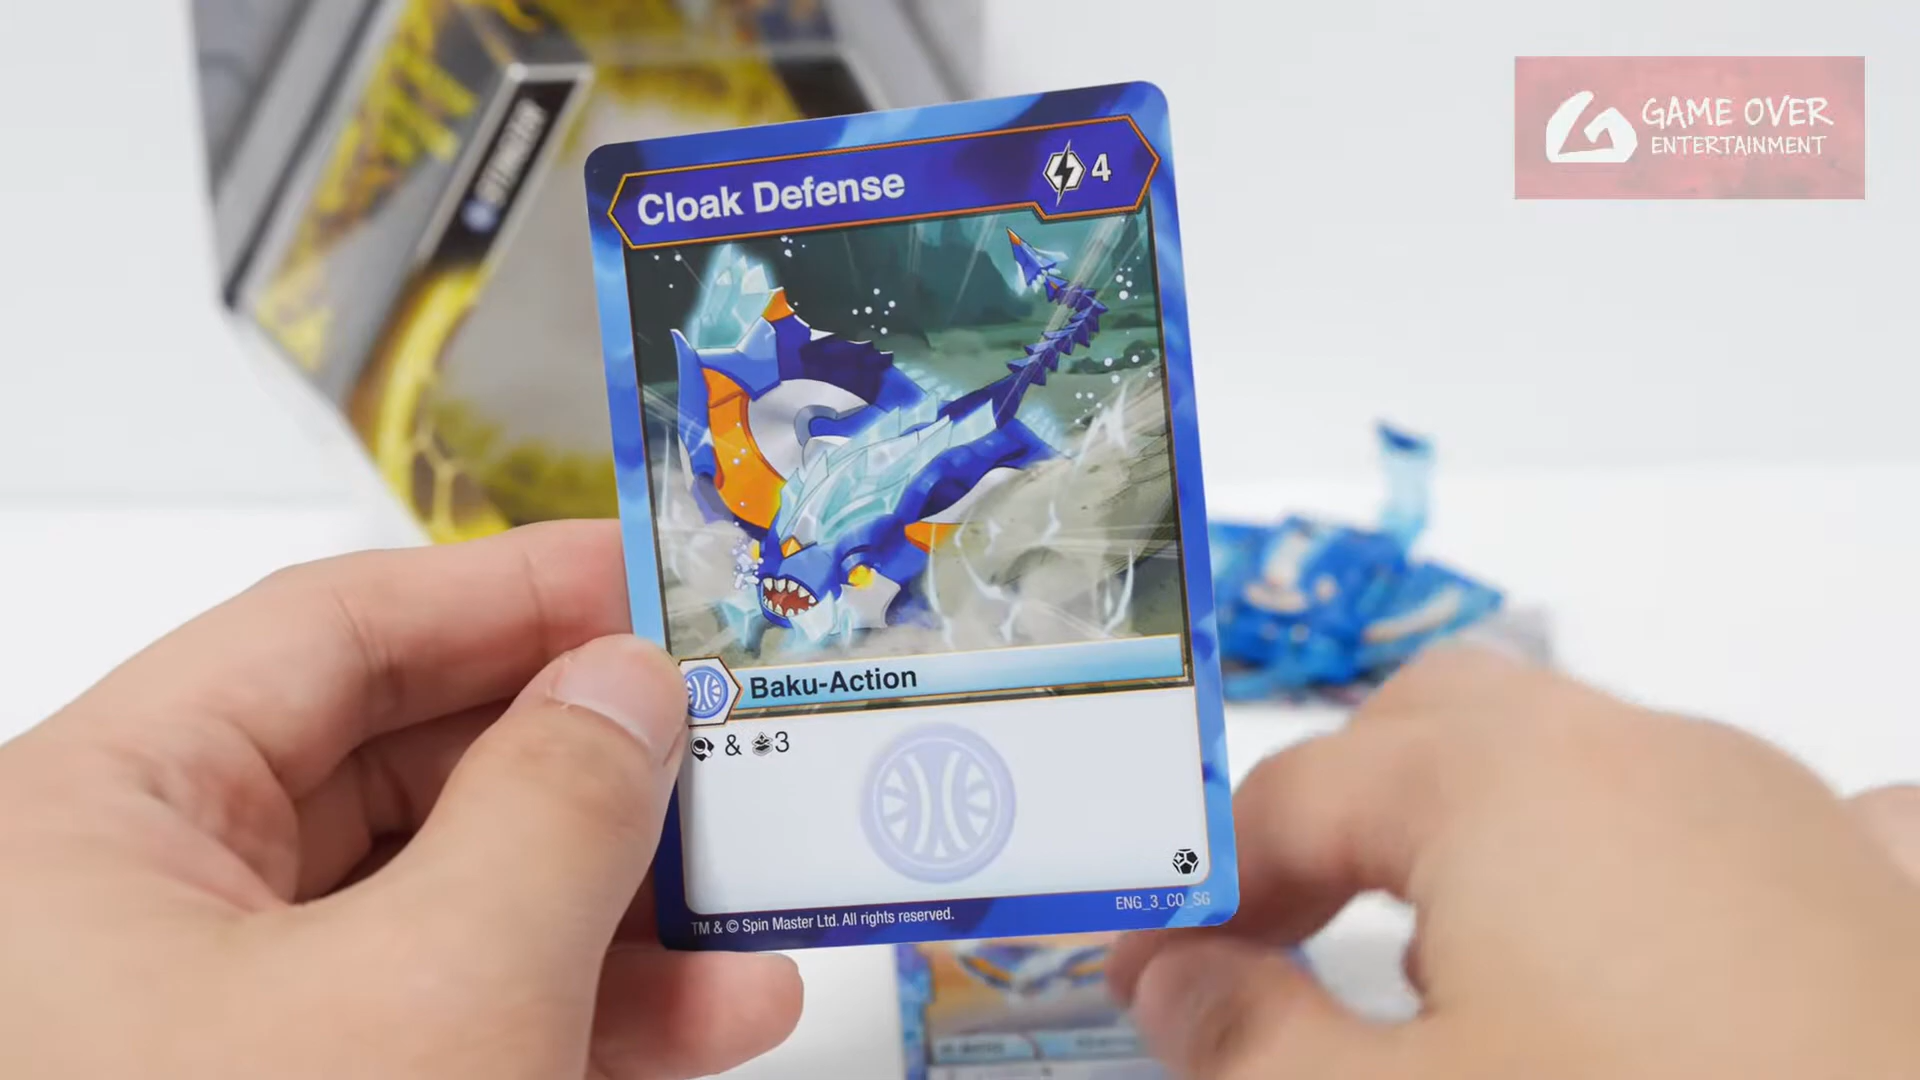 GAME OVER
ENTERTAINMENT
Cloak Defense
4
Baku-Action
& 3
TM & © Spin Master Ltd. All rights reserved.
ENG_3_CO_SG